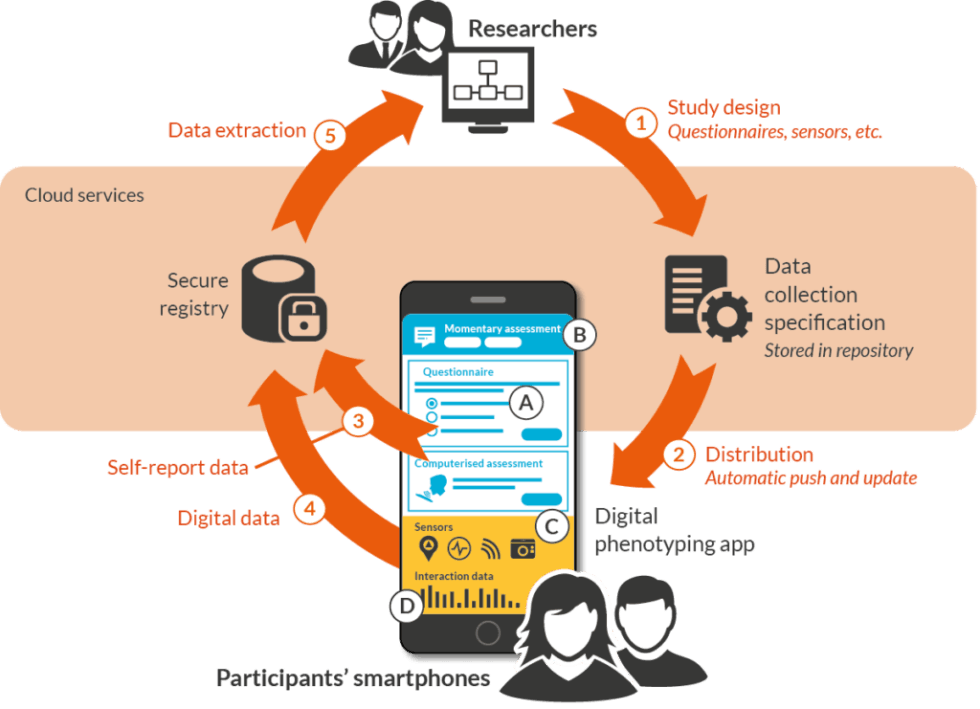 Researchers
Data extraction
5
1
Study design
Questionnaires, sensors, etc.
Cloud services
Secure
registry
Data
collection
specification
Stored in repository
Momentary assessment
B
Questionnaire
A
3
Self-report data
Computerised assessment
2
Distribution
Automatic push and update
4
Digital data
Sensors
C
Digital
phenotyping app
Interaction data
D
Participants’ smartphones